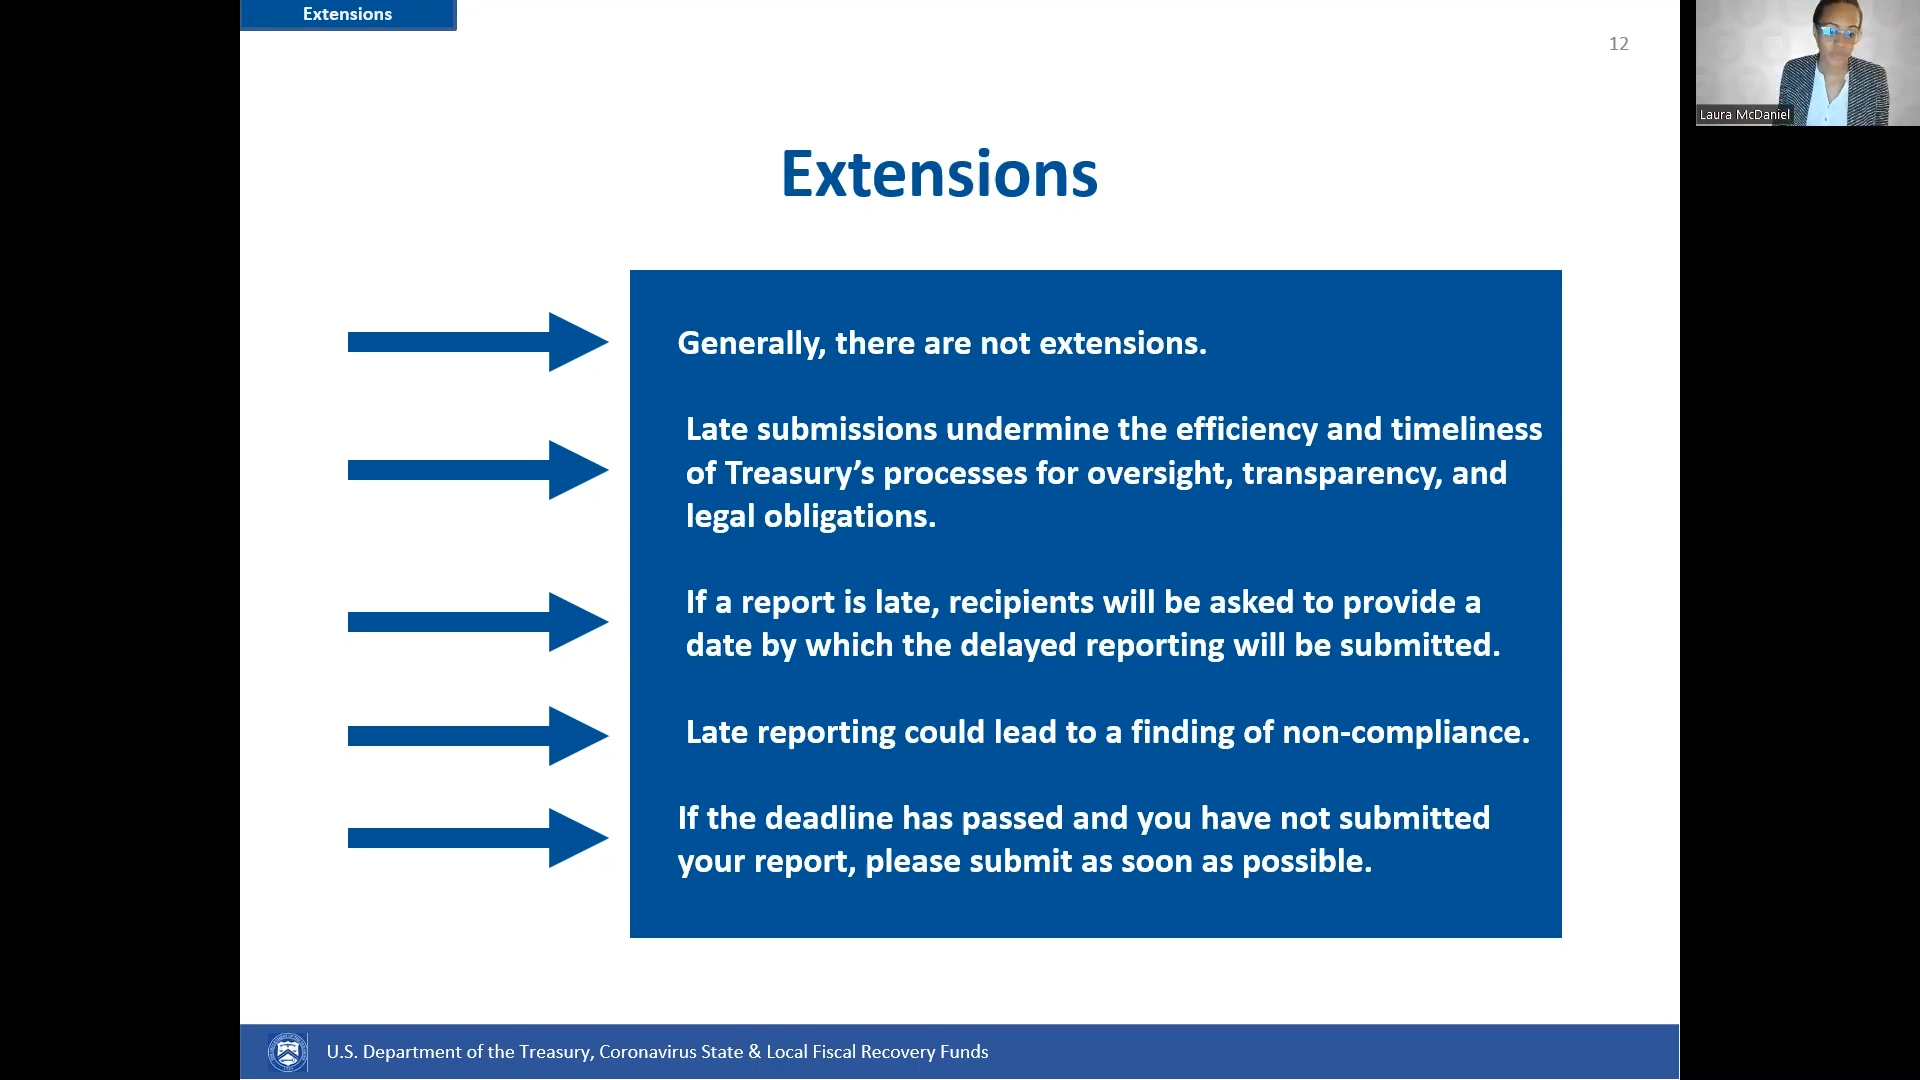 Extensions
12
Laura McDaniel
Extensions
Generally, there are not extensions.
Late submissions undermine the efficiency and timeliness
of Treasury’s processes for oversight, transparency, and
legal obligations.
If a report is late, recipients will be asked to provide a
date by which the delayed reporting will be submitted.
Late reporting could lead to a finding of non-compliance.
If the deadline has passed and you have not submitted
your report, please submit as soon as possible.
U.S. Department of the Treasury, Coronavirus State & Local Fiscal Recovery Funds